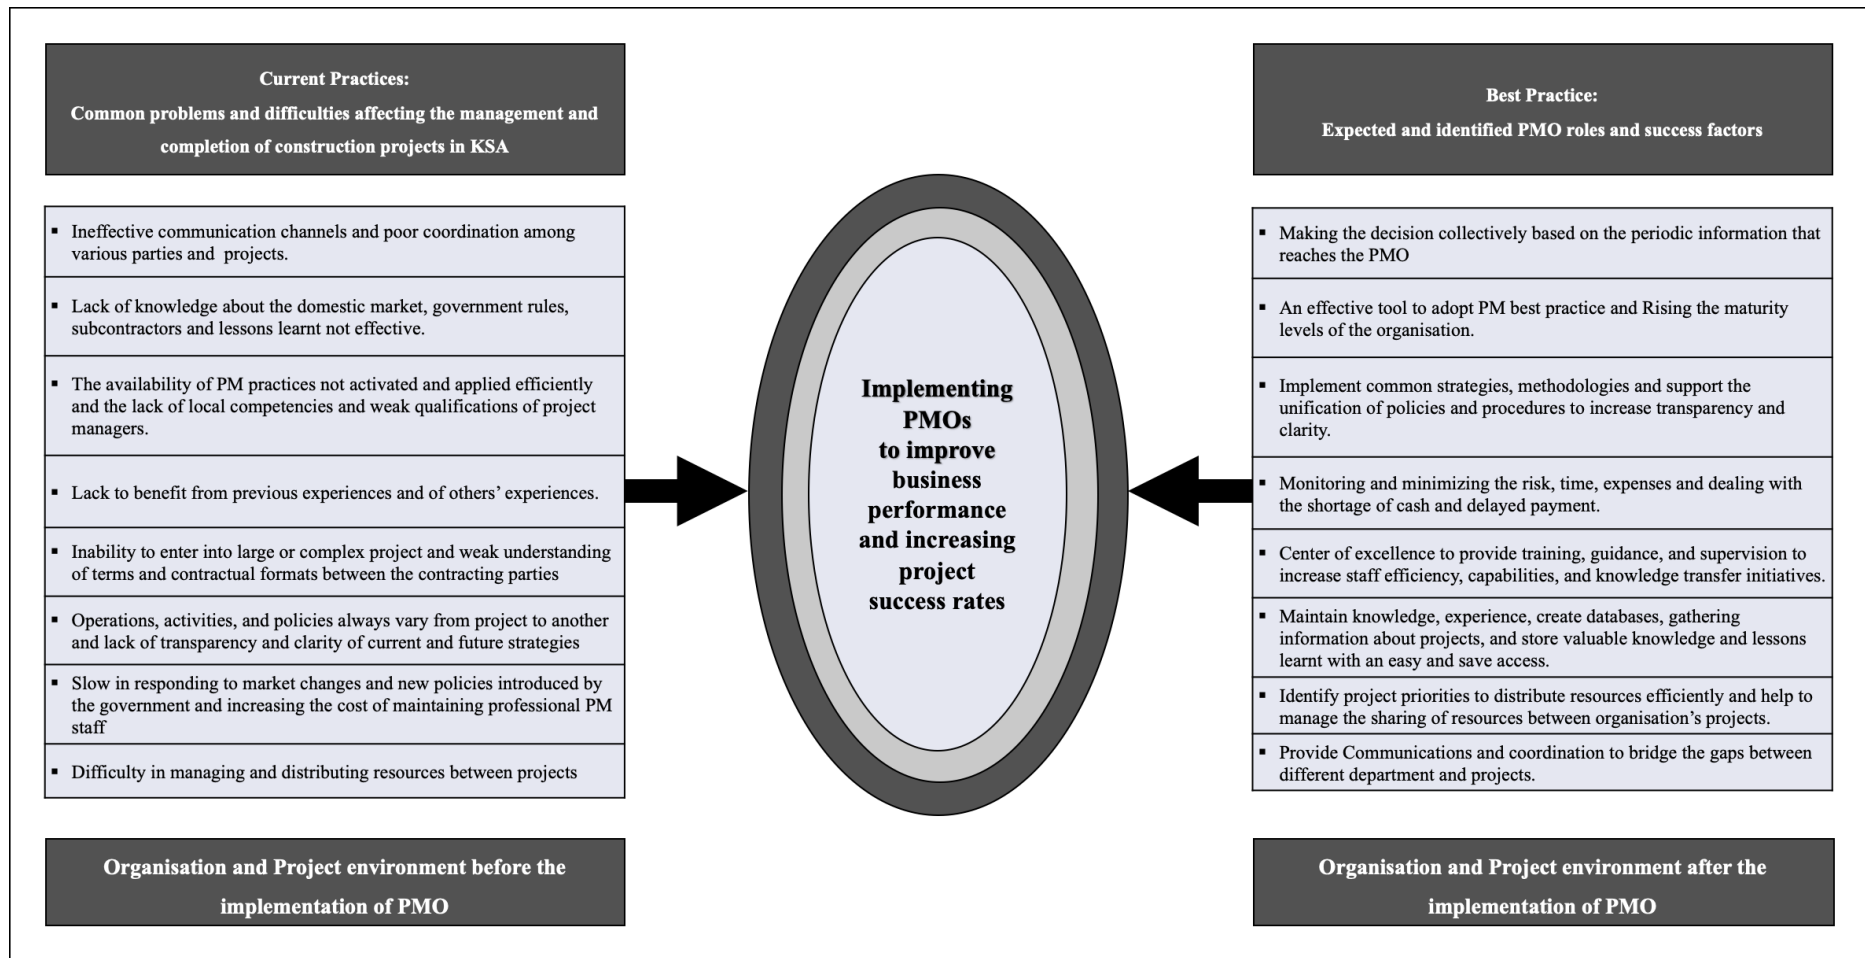 Current Practices:
Common problems and difficulties affecting the management and
completion of construction projects in KSA
▪ Ineffective communication channels and poor coordination among
various parties and  projects.
▪ Lack of knowledge about the domestic market, government rules,
subcontractors and lessons learnt not effective.
▪ The availability of PM practices not activated and applied efficiently
and the lack of local competencies and weak qualifications of project
managers.
▪ Lack to benefit from previous experiences and of others’ experiences.
▪ Inability to enter into large or complex project and weak understanding
of terms and contractual formats between the contracting parties
▪ Operations, activities, and policies always vary from project to another
and lack of transparency and clarity of current and future strategies
▪ Slow in responding to market changes and new policies introduced by
the government and increasing the cost of maintaining professional PM
staff
▪ Difficulty in managing and distributing resources between projects
Organisation and Project environment before the
implementation of PMO
Implementing
PMOs
to improve
business
performance
and increasing
project
success rates
Best Practice:
Expected and identified PMO roles and success factors
▪ Making the decision collectively based on the periodic information that
reaches the PMO
▪ An effective tool to adopt PM best practice and Rising the maturity
levels of the organisation.
▪ Implement common strategies, methodologies and support the
unification of policies and procedures to increase transparency and
clarity.
▪ Monitoring and minimizing the risk, time, expenses and dealing with
the shortage of cash and delayed payment.
▪ Center of excellence to provide training, guidance, and supervision to
increase staff efficiency, capabilities, and knowledge transfer initiatives.
▪ Maintain knowledge, experience, create databases, gathering
information about projects, and store valuable knowledge and lessons
learnt with an easy and save access.
▪ Identify project priorities to distribute resources efficiently and help to
manage the sharing of resources between organisation’s projects.
▪ Provide Communications and coordination to bridge the gaps between
different department and projects.
Organisation and Project environment after the
implementation of PMO